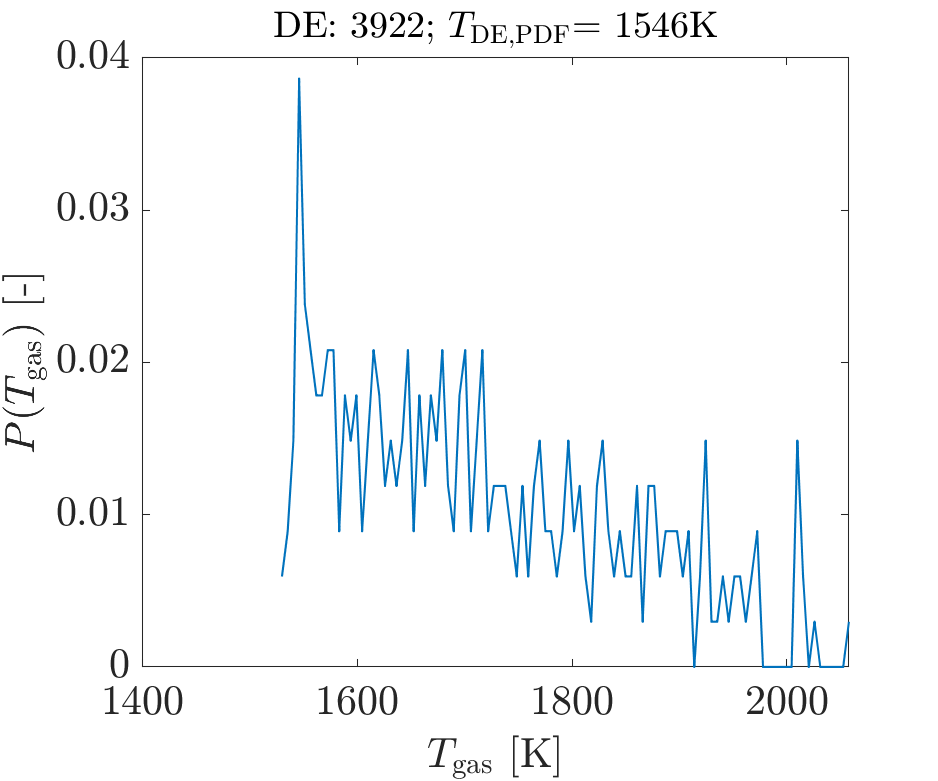 DE: 3922; T_DE,PDF= 1546K
0.04
0.03
0.02
0.01
0
P(T_gas) [-]
1400 1600 1800 2000
T_gas [K]